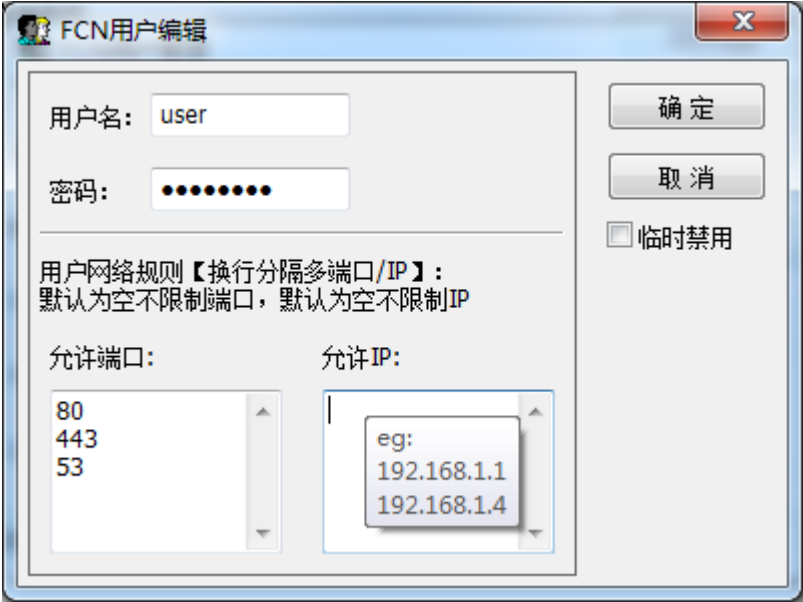 FCN用户编辑
用户名: user
确 定
密码: ●●●●●●●●
取 消
临时禁用
用户网络规则【换行分隔多端口/IP】:
默认为空不限制端口，默认为空不限制IP
允许端口:
允许IP:
80
443
53
eg:
192.168.1.1
192.168.1.4